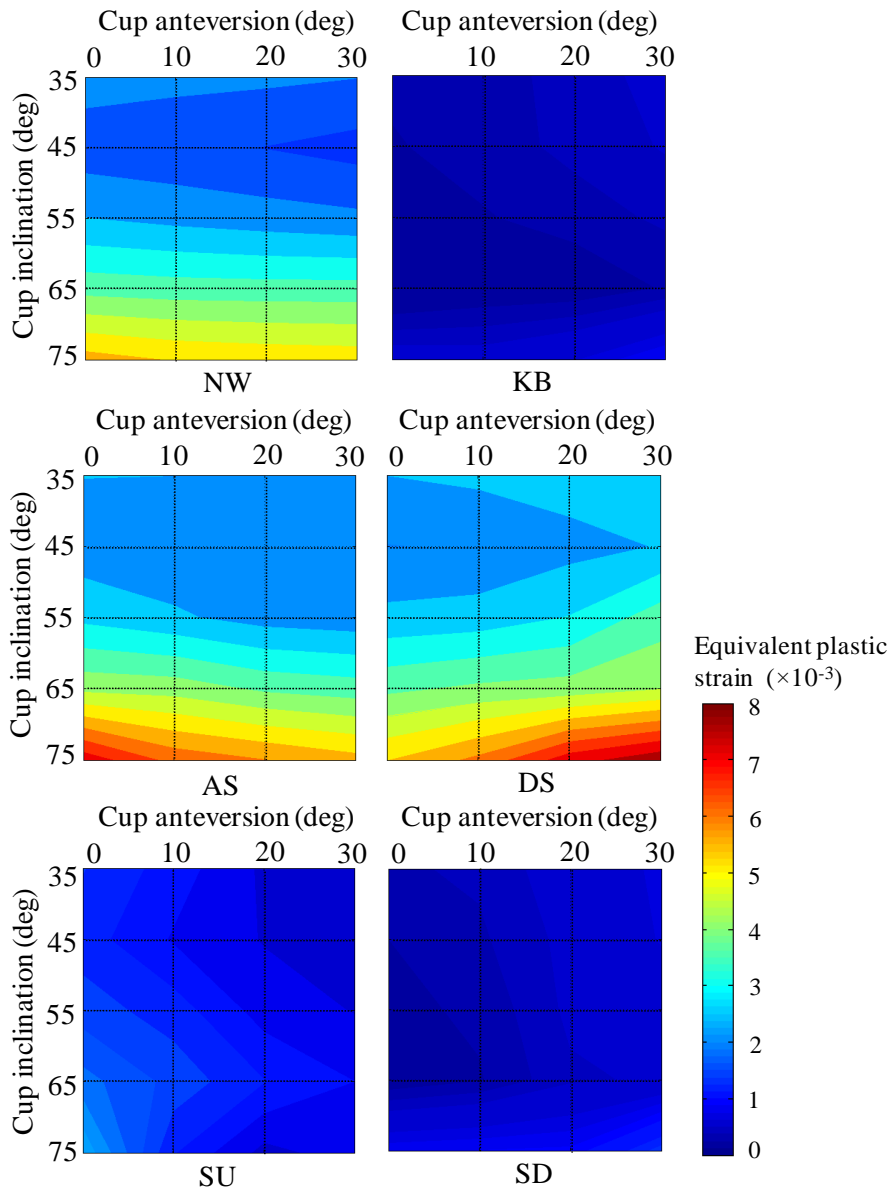 Cup anteversion (deg) Cup anteversion (deg)
0 10 20 30 0 10 20 30
35
45
55
65
75
Cup inclination (deg)
NW KB
Cup anteversion (deg) Cup anteversion (deg)
0 10 20 30 0 10 20 30
35
45
55
65
75
Cup inclination (deg)
AS DS
Equivalent plastic
strain (×10⁻³)
8
7
6
5
4
3
2
1
0
Cup anteversion (deg) Cup anteversion (deg)
0 10 20 30 0 10 20 30
35
45
55
65
75
Cup inclination (deg)
SU SD